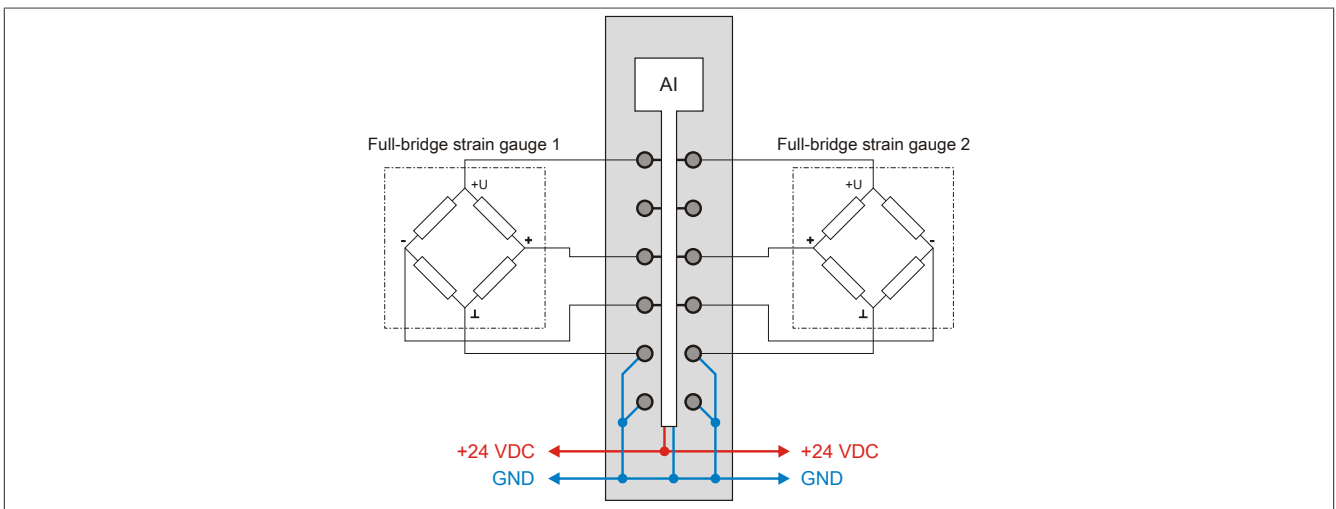 AI
Full-bridge strain gauge 1
Full-bridge strain gauge 2
+U
+U
-
+
+
-
⊥
⊥
+24 VDC
+24 VDC
GND
GND